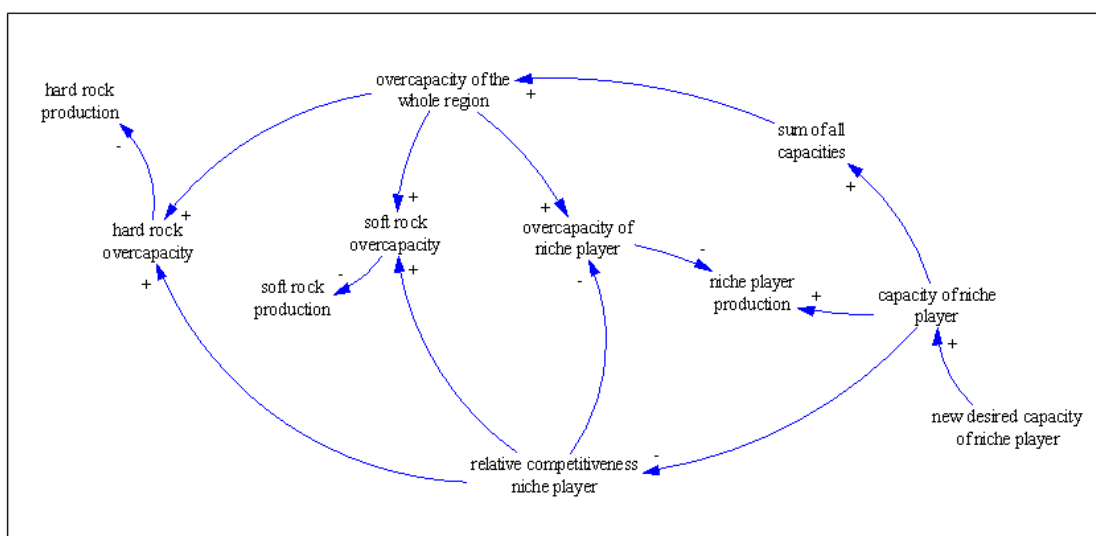 overcapacity of the
whole region
+
hard rock
production
-
sum of all
capacities
+
+
hard rock
overcapacity
+
+
soft rock
overcapacity
+
+
overcapacity of
niche player
-
-
soft rock
production
-
niche player
production
+
capacity of niche
player
+
new desired capacity
of niche player
relative competitiveness
niche player
-